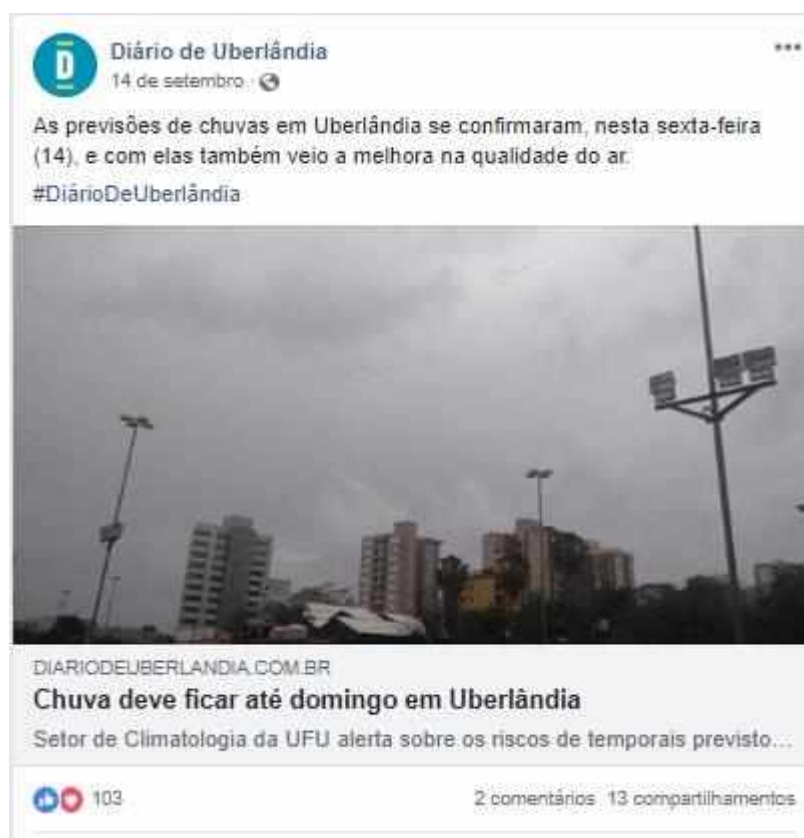 Diário de Uberlândia
14 de setembro
As previsões de chuvas em Uberlândia se confirmaram, nesta sexta-feira
(14), e com elas também veio a melhora na qualidade do ar.
#DiárioDeUberlândia
DIARIODEUBERLANDIA.COM.BR
Chuva deve ficar até domingo em Uberlândia
Setor de Climatologia da UFU alerta sobre os riscos de temporais previsto...
103
2 comentários 13 compartilhamentos